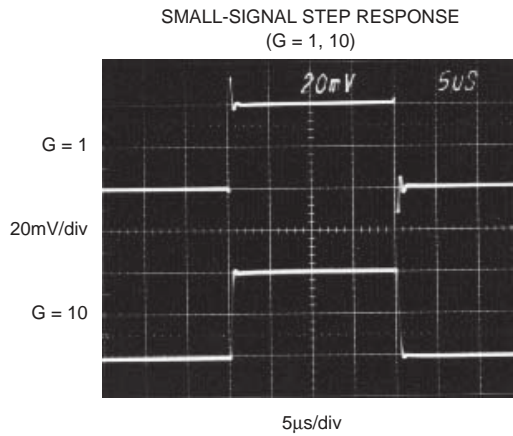 SMALL-SIGNAL STEP RESPONSE
(G = 1, 10)
20mV 5US
G = 1
20mV/div
G = 10
5μs/div